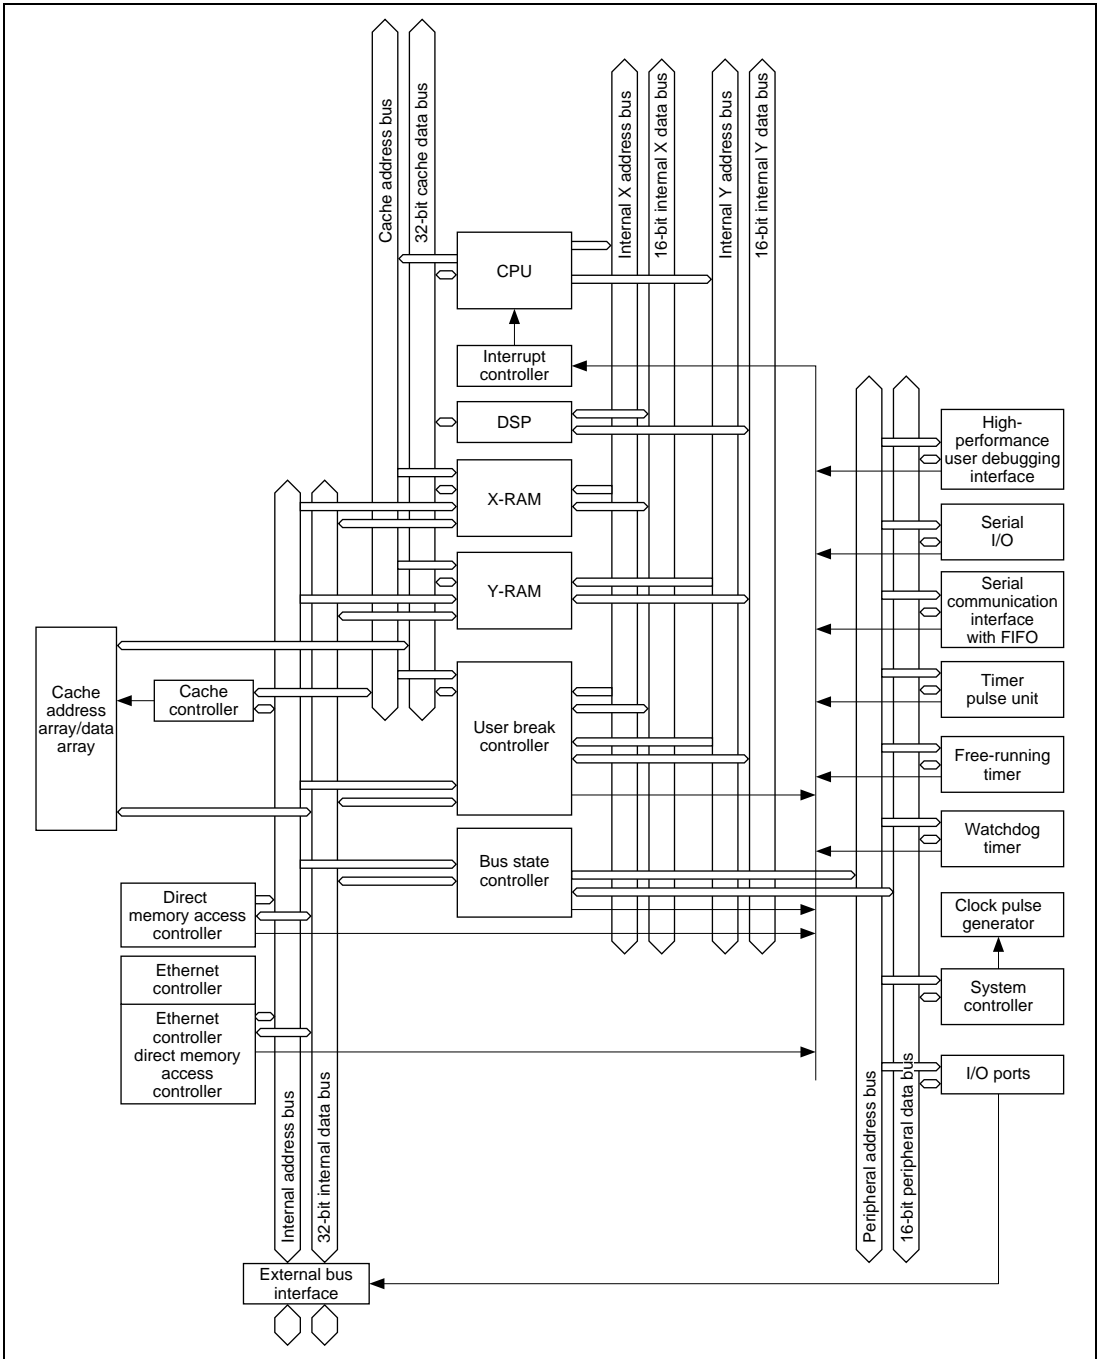 Cache address bus
32-bit cache data bus
Internal X address bus
16-bit internal X data bus
Internal Y address bus
16-bit internal Y data bus
CPU
Interrupt
controller
DSP
X-RAM
Y-RAM
Cache
address
array/data
array
Cache
controller
User break
controller
Bus state
controller
Direct
memory access
controller
Ethernet
controller
Ethernet
controller
direct memory
access
controller
Internal address bus
32-bit internal data bus
External bus
interface
High-
performance
user debugging
interface
Serial
I/O
Serial
communication
interface
with FIFO
Timer
pulse unit
Free-running
timer
Watchdog
timer
Clock pulse
generator
System
controller
I/O ports
Peripheral address bus
16-bit peripheral data bus